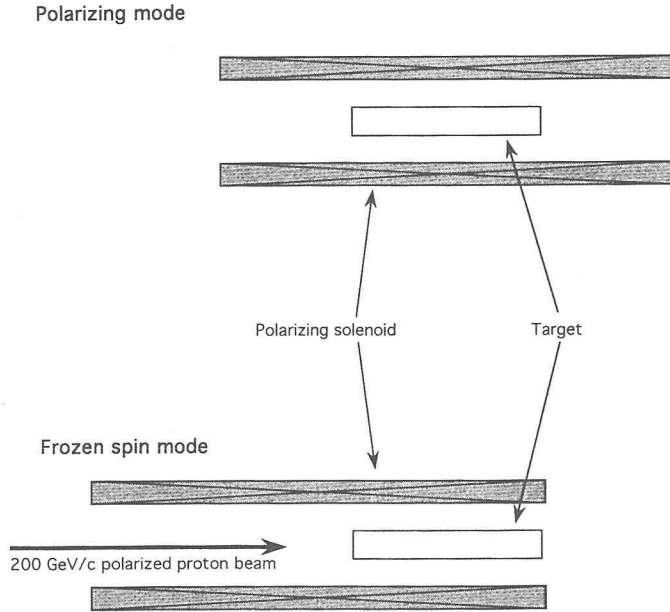 Polarizing mode
Polarizing solenoid
Target
Frozen spin mode
200 GeV/c polarized proton beam